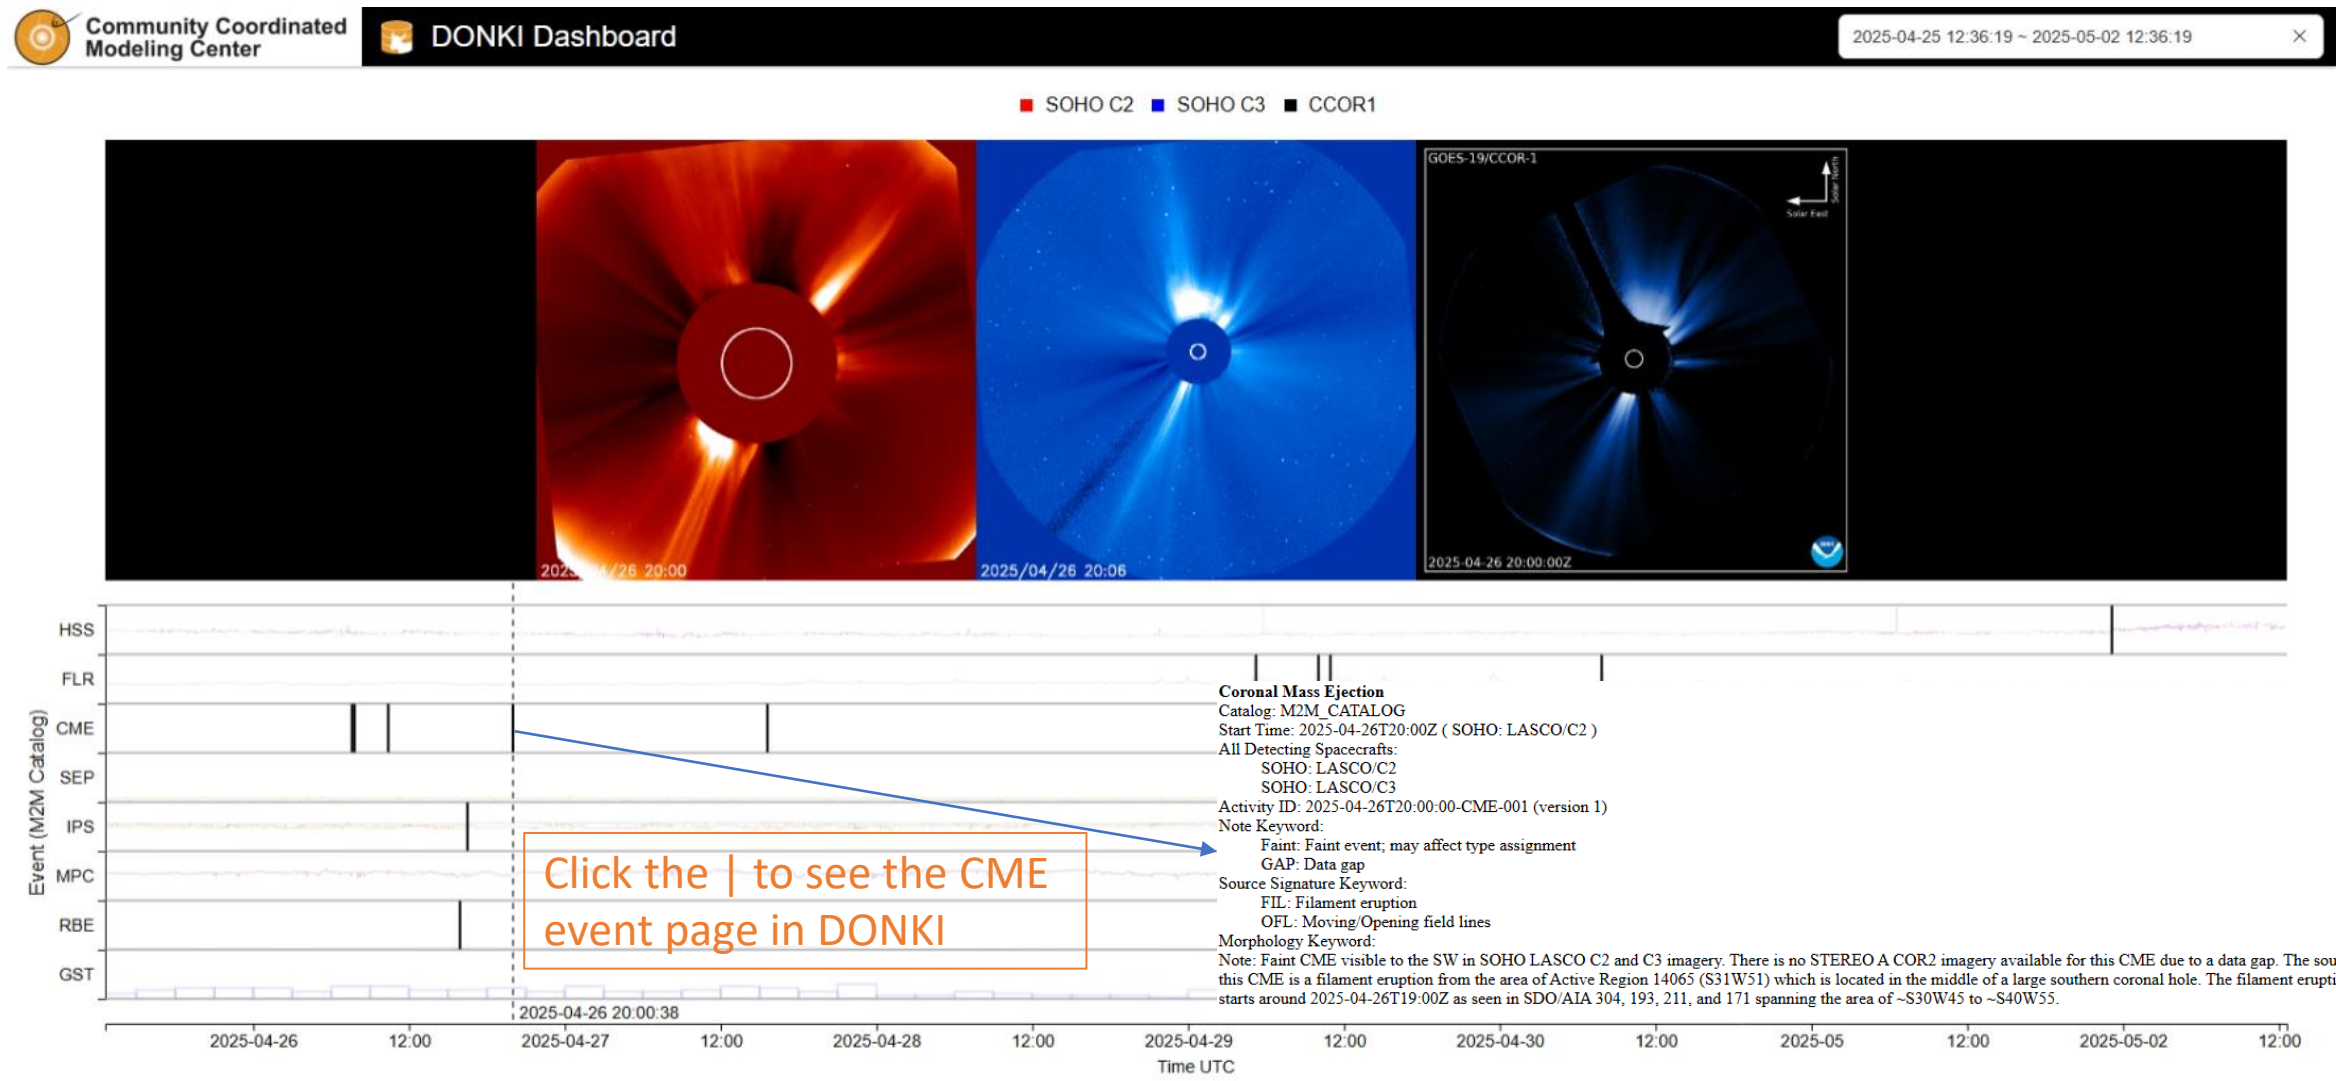 Community Coordinated
Modeling Center
DONKI Dashboard
2025-04-25 12:36:19 ~ 2025-05-02 12:36:19
SOHO C2 SOHO C3 CCOR1
GOES-19/CCOR-1
Solar North
Solar East
2025/04/26 20:06
2025-04-26 20:00:00Z
/26 20:00
HSS
FLR
CME
SEP
IPS
MPC
RBE
GST
Event (M2M Catalog)
Click the | to see the CME
event page in DONKI
Coronal Mass Ejection
Catalog: M2M_CATALOG
Start Time: 2025-04-26T20:00Z ( SOHO: LASCO/C2 )
All Detecting Spacecrafts:
SOHO: LASCO/C2
SOHO: LASCO/C3
Activity ID: 2025-04-26T20:00:00-CME-001 (version 1)
Note Keyword:
Faint: Faint event; may affect type assignment
GAP: Data gap
Source Signature Keyword:
FIL: Filament eruption
OFL: Moving/Opening field lines
Morphology Keyword:
Note: Faint CME visible to the SW in SOHO LASCO C2 and C3 imagery. There is no STEREO A COR2 imagery available for this CME due to a data gap. The sou
this CME is a filament eruption from the area of Active Region 14065 (S31W51) which is located in the middle of a large southern coronal hole. The filament erupti
starts around 2025-04-26T19:00Z as seen in SDO/AIA 304, 193, 211, and 171 spanning the area of ~S30W45 to ~S40W55.
2025-04-26 20:00:38
2025-04-26 12:00 2025-04-27 12:00 2025-04-28 12:00 2025-04-29 12:00 2025-04-30 12:00 2025-05 12:00 2025-05-02 12:00
Time UTC